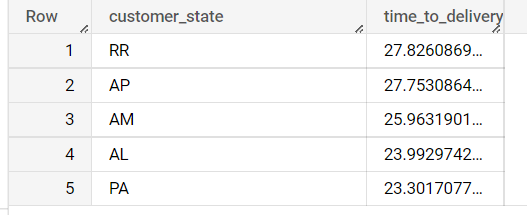 Row customer_state time_to_delivery
1 RR 27.8260869...
2 AP 27.7530864...
3 AM 25.9631901...
4 AL 23.9929742...
5 PA 23.3017077...